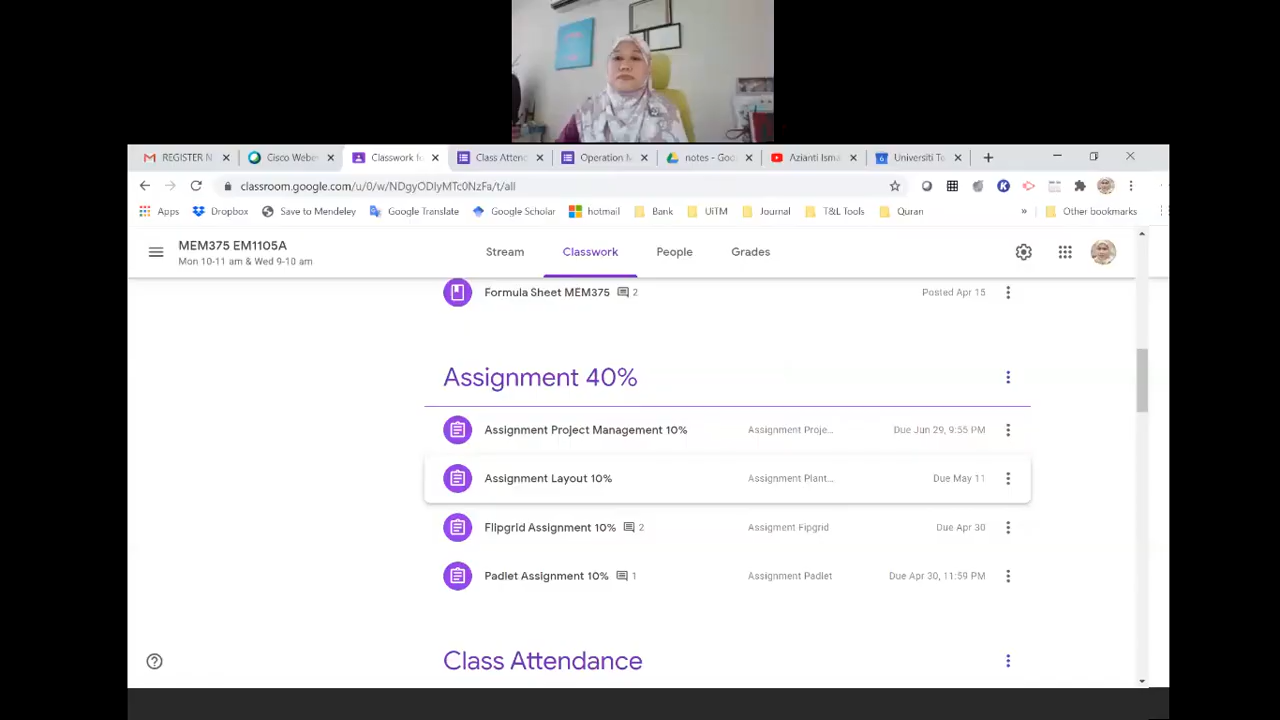 REGISTER N
Cisco Webe
Classwork fo
Class Attend
Operation M
notes - Goo
Azianti Isma
Universiti To
classroom.google.com/u/0/w/NDgyODIyMTc0NzFa/t/all
Apps
Dropbox
Save to Mendeley
Google Translate
Google Scholar
hotmail
Bank
UiTM
Journal
T&L Tools
Quran
»
Other bookmarks
MEM375 EM1105A
Mon 10-11 am & Wed 9-10 am
Stream
Classwork
People
Grades
Formula Sheet MEM375 2 Posted Apr 15
Assignment 40%
Assignment Project Management 10% Assignment Proje... Due Jun 29, 9:55 PM
Assignment Layout 10% Assignment Plant... Due May 11
Flipgrid Assignment 10% 2 Assigment Fipgrid Due Apr 30
Padlet Assignment 10% 1 Assignment Padlet Due Apr 30, 11:59 PM
Class Attendance